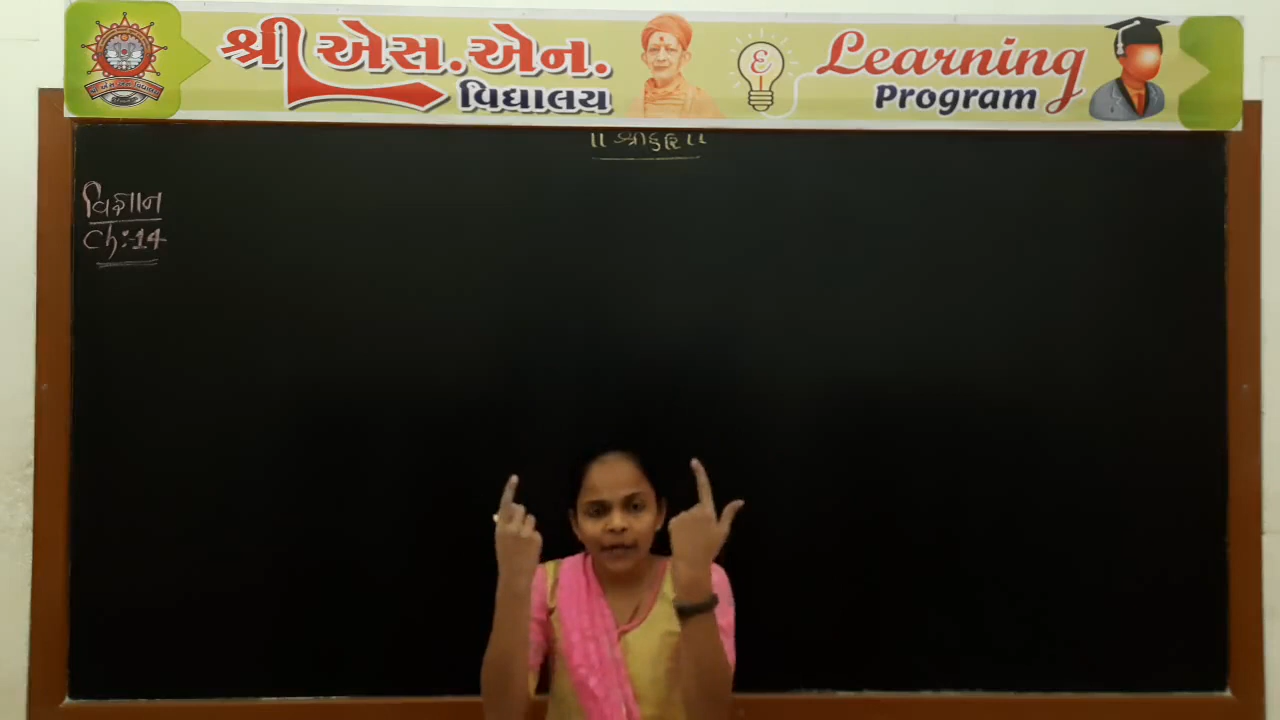 શ્રી એસ.એન.
વિદ્યાલય
ε
Learning
Program
॥ શ્રીહરિ ॥
વિજ્ઞાન
Ch:-14